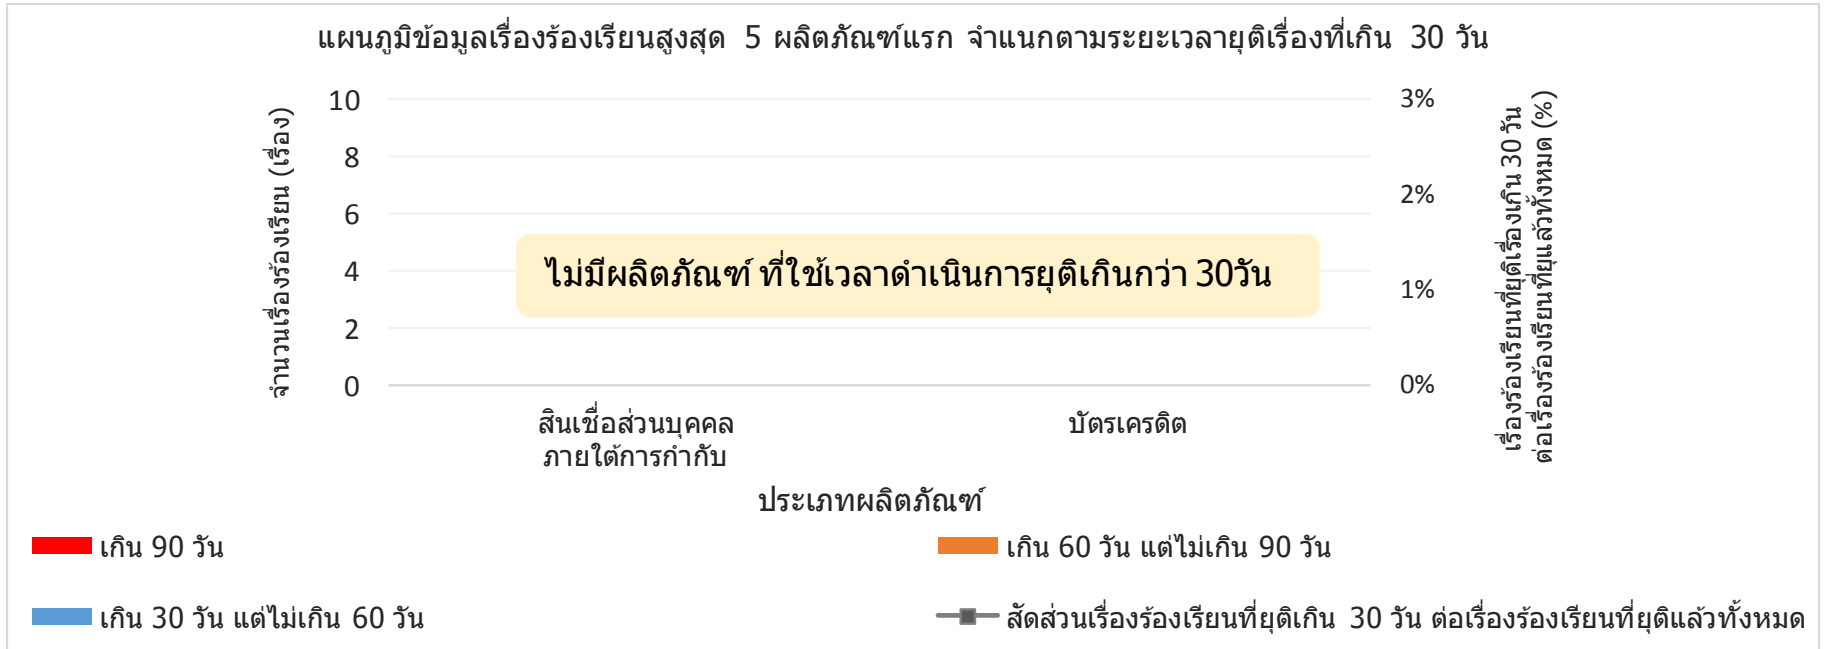 แผนภูมิข้อมูลเรื่องร้องเรียนสูงสุด 5 ผลิตภัณฑ์แรก จำแนกตามระยะเวลายุติเรื่องที่เกิน 30 วัน
จำนวนเรื่องร้องเรียน (เรื่อง)
10
8
6
4
2
0
ไม่มีผลิตภัณฑ์ ที่ใช้เวลาดำเนินการยุติเกินกว่า 30วัน
3%
2%
1%
0%
เรื่องร้องเรียนที่ยุติเรื่องเกิน 30 วัน
ต่อเรื่องร้องเรียนที่ยุแล้วทั้งหมด (%)
สินเชื่อส่วนบุคคล
ภายใต้การกำกับ
บัตรเครดิต
ประเภทผลิตภัณฑ์
เกิน 90 วัน
เกิน 60 วัน แต่ไม่เกิน 90 วัน
เกิน 30 วัน แต่ไม่เกิน 60 วัน
สัดส่วนเรื่องร้องเรียนที่ยุติเกิน 30 วัน ต่อเรื่องร้องเรียนที่ยุติแล้วทั้งหมด